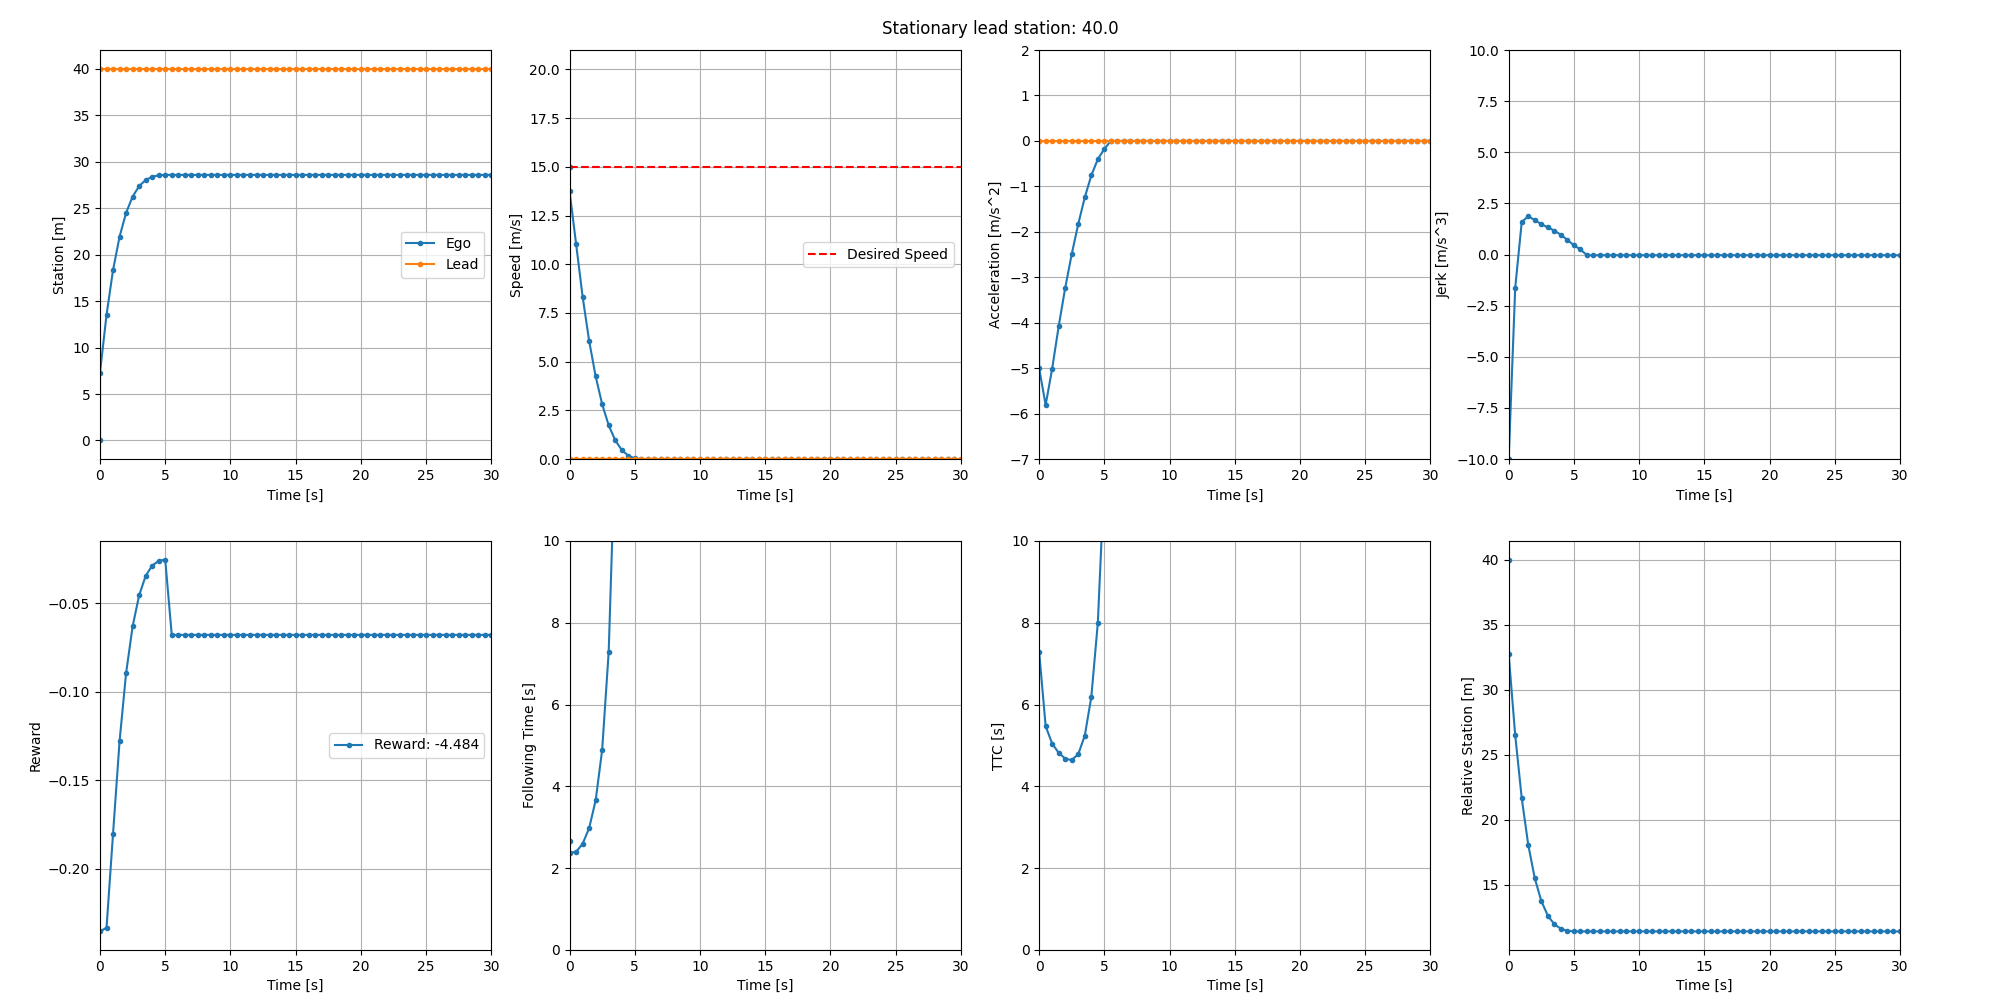 Stationary lead station: 40.0
Station [m]
40
35
30
25
20
15
10
5
0
Ego
Lead
0 5 10 15 20 25 30
Time [s]
Speed [m/s]
20.0
17.5
15.0
12.5
10.0
7.5
5.0
2.5
0.0
Desired Speed
0 5 10 15 20 25 30
Time [s]
Acceleration [m/s^2]
2
1
0
−1
−2
−3
−4
−5
−6
−7
0 5 10 15 20 25 30
Time [s]
Jerk [m/s^3]
10.0
7.5
5.0
2.5
0.0
−2.5
−5.0
−7.5
−10.0
0 5 10 15 20 25 30
Time [s]
Reward
−0.05
−0.10
−0.15
−0.20
Reward: -4.484
0 5 10 15 20 25 30
Time [s]
Following Time [s]
10
8
6
4
2
0
0 5 10 15 20 25 30
Time [s]
TTC [s]
10
8
6
4
2
0
0 5 10 15 20 25 30
Time [s]
Relative Station [m]
40
35
30
25
20
15
0 5 10 15 20 25 30
Time [s]